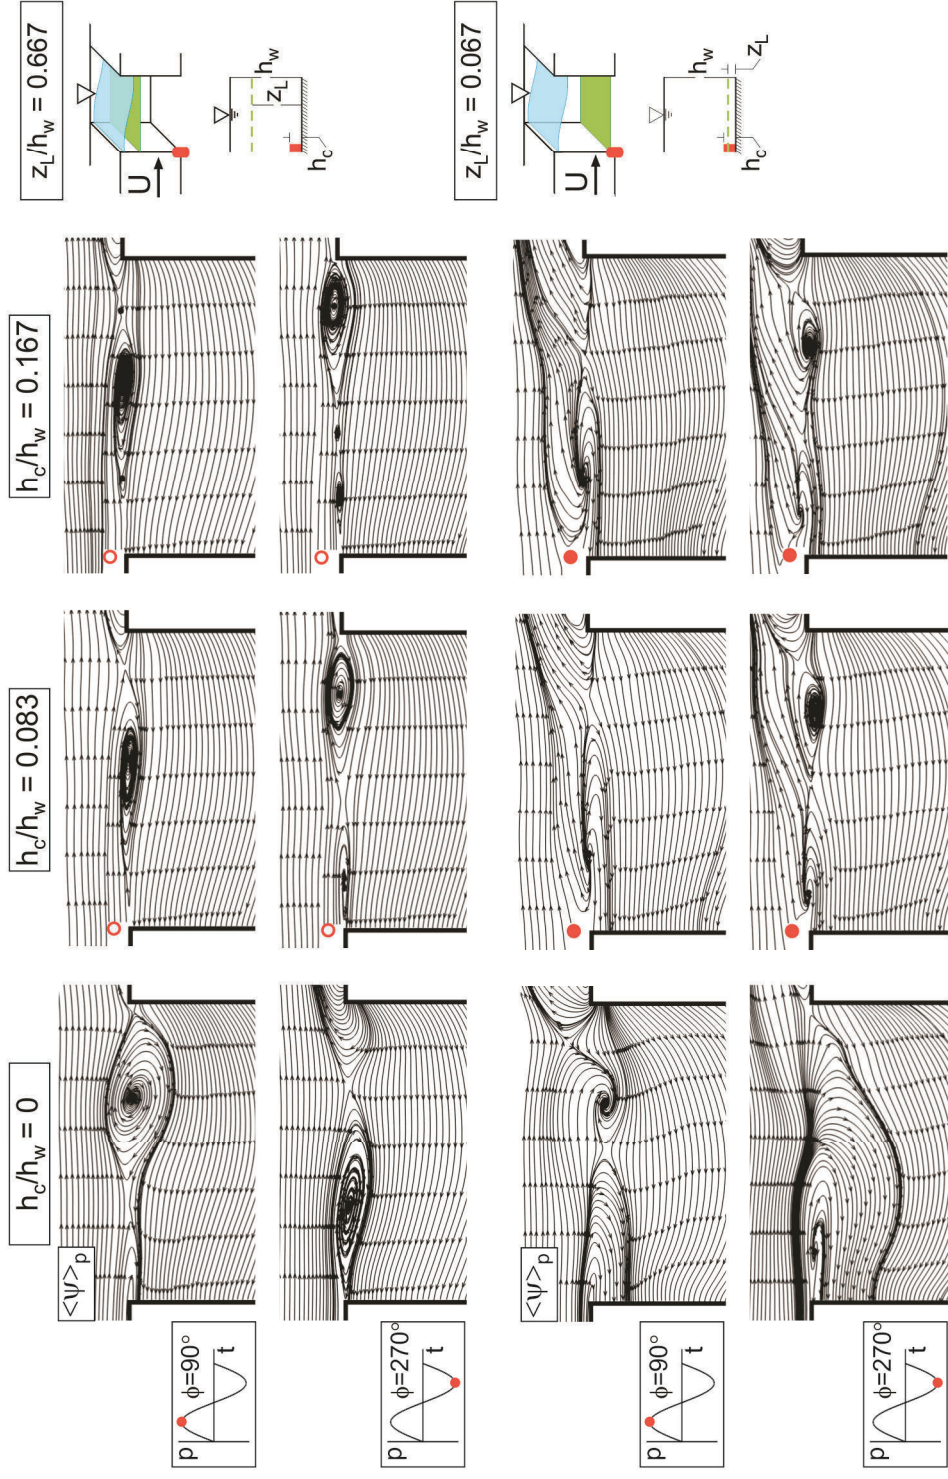 h_c/h_w = 0
h_c/h_w = 0.083
h_c/h_w = 0.167
z_L/h_w = 0.667
<ψ>_p
p
ϕ=90°
t
U
h_w
z_L
h_c
p
ϕ=270°
t
<ψ>_p
z_L/h_w = 0.067
p
ϕ=90°
t
U
h_w
z_L
h_c
p
ϕ=270°
t